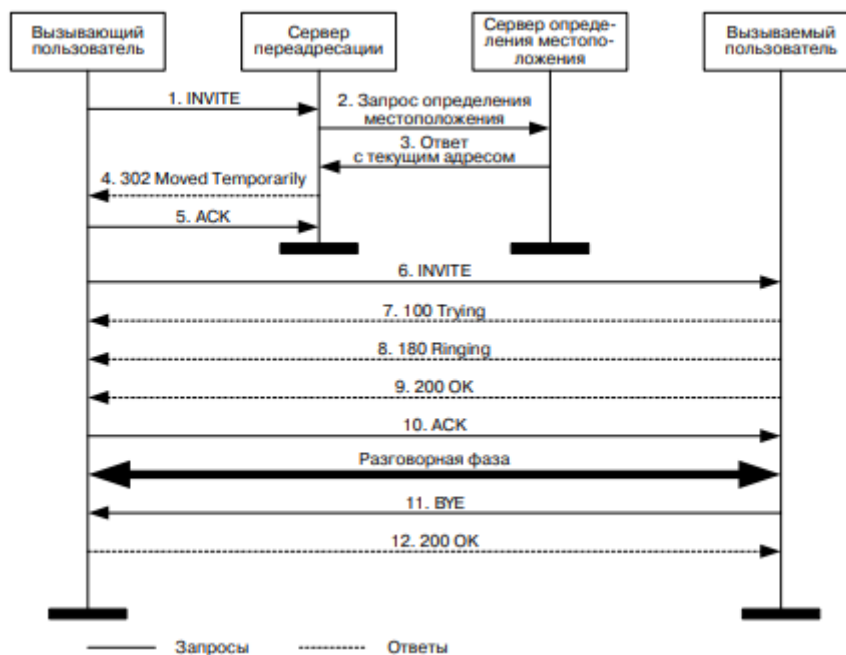 Вызывающий
пользователь
Сервер
переадресации
Сервер опреде-
ления местопо-
ложения
Вызываемый
пользователь
1. INVITE
2. Запрос определения
местоположения
3. Ответ
с текущим адресом
4. 302 Moved Temporarily
5. ACK
6. INVITE
7. 100 Trying
8. 180 Ringing
9. 200 OK
10. ACK
Разговорная фаза
11. BYE
12. 200 OK
Запросы
Ответы